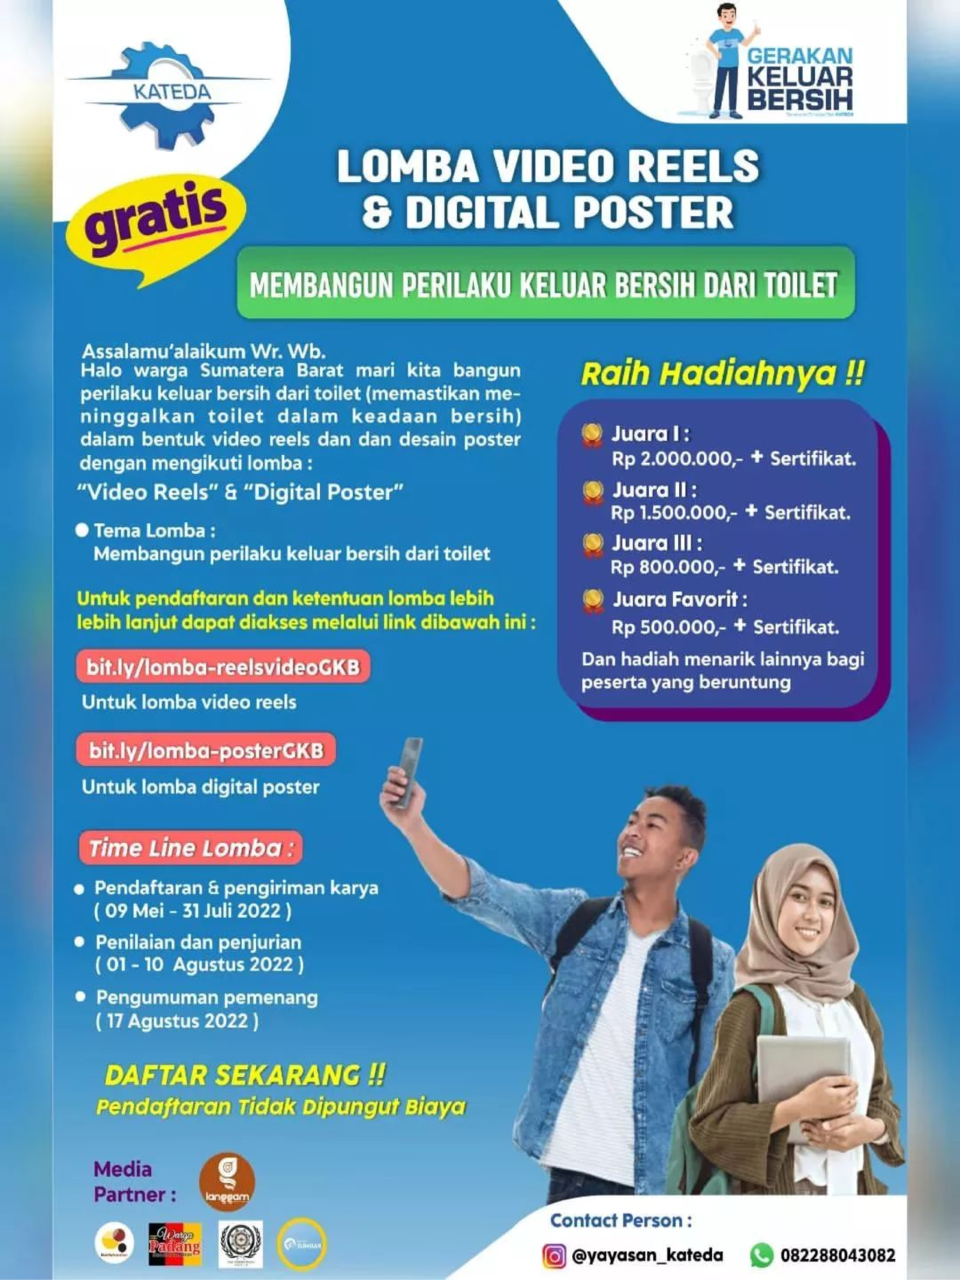 KATEDA
GERAKAN
KELUAR
BERSIH
gratis
LOMBA VIDEO REELS
& DIGITAL POSTER
MEMBANGUN PERILAKU KELUAR BERSIH DARI TOILET
Assalamu'alaikum Wr. Wb.
Halo warga Sumatera Barat mari kita bangun
perilaku keluar bersih dari toilet (memastikan me-
ninggalkan toilet dalam keadaan bersih)
dalam bentuk video reels dan dan desain poster
dengan mengikuti lomba :
"Video Reels" & "Digital Poster"
Tema Lomba :
Membangun perilaku keluar bersih dari toilet
Untuk pendaftaran dan ketentuan lomba lebih
lebih lanjut dapat diakses melalui link dibawah ini :
bit.ly/lomba-reelsvideoGKB
Untuk lomba video reels
bit.ly/lomba-posterGKB
Untuk lomba digital poster
Raih Hadiahnya !!
Juara I :
Rp 2.000.000,- + Sertifikat.
Juara II :
Rp 1.500.000,- + Sertifikat.
Juara III :
Rp 800.000,- + Sertifikat.
Juara Favorit :
Rp 500.000,- + Sertifikat.
Dan hadiah menarik lainnya bagi
peserta yang beruntung
Time Line Lomba :
Pendaftaran & pengiriman karya
( 09 Mei - 31 Juli 2022 )
Penilaian dan penjurian
( 01 - 10 Agustus 2022 )
Pengumuman pemenang
( 17 Agustus 2022 )
DAFTAR SEKARANG !!
Pendaftaran Tidak Dipungut Biaya
Media
Partner :
langgam
Warga
Padang
SUMBAR
Contact Person :
@yayasan_kateda
082288043082